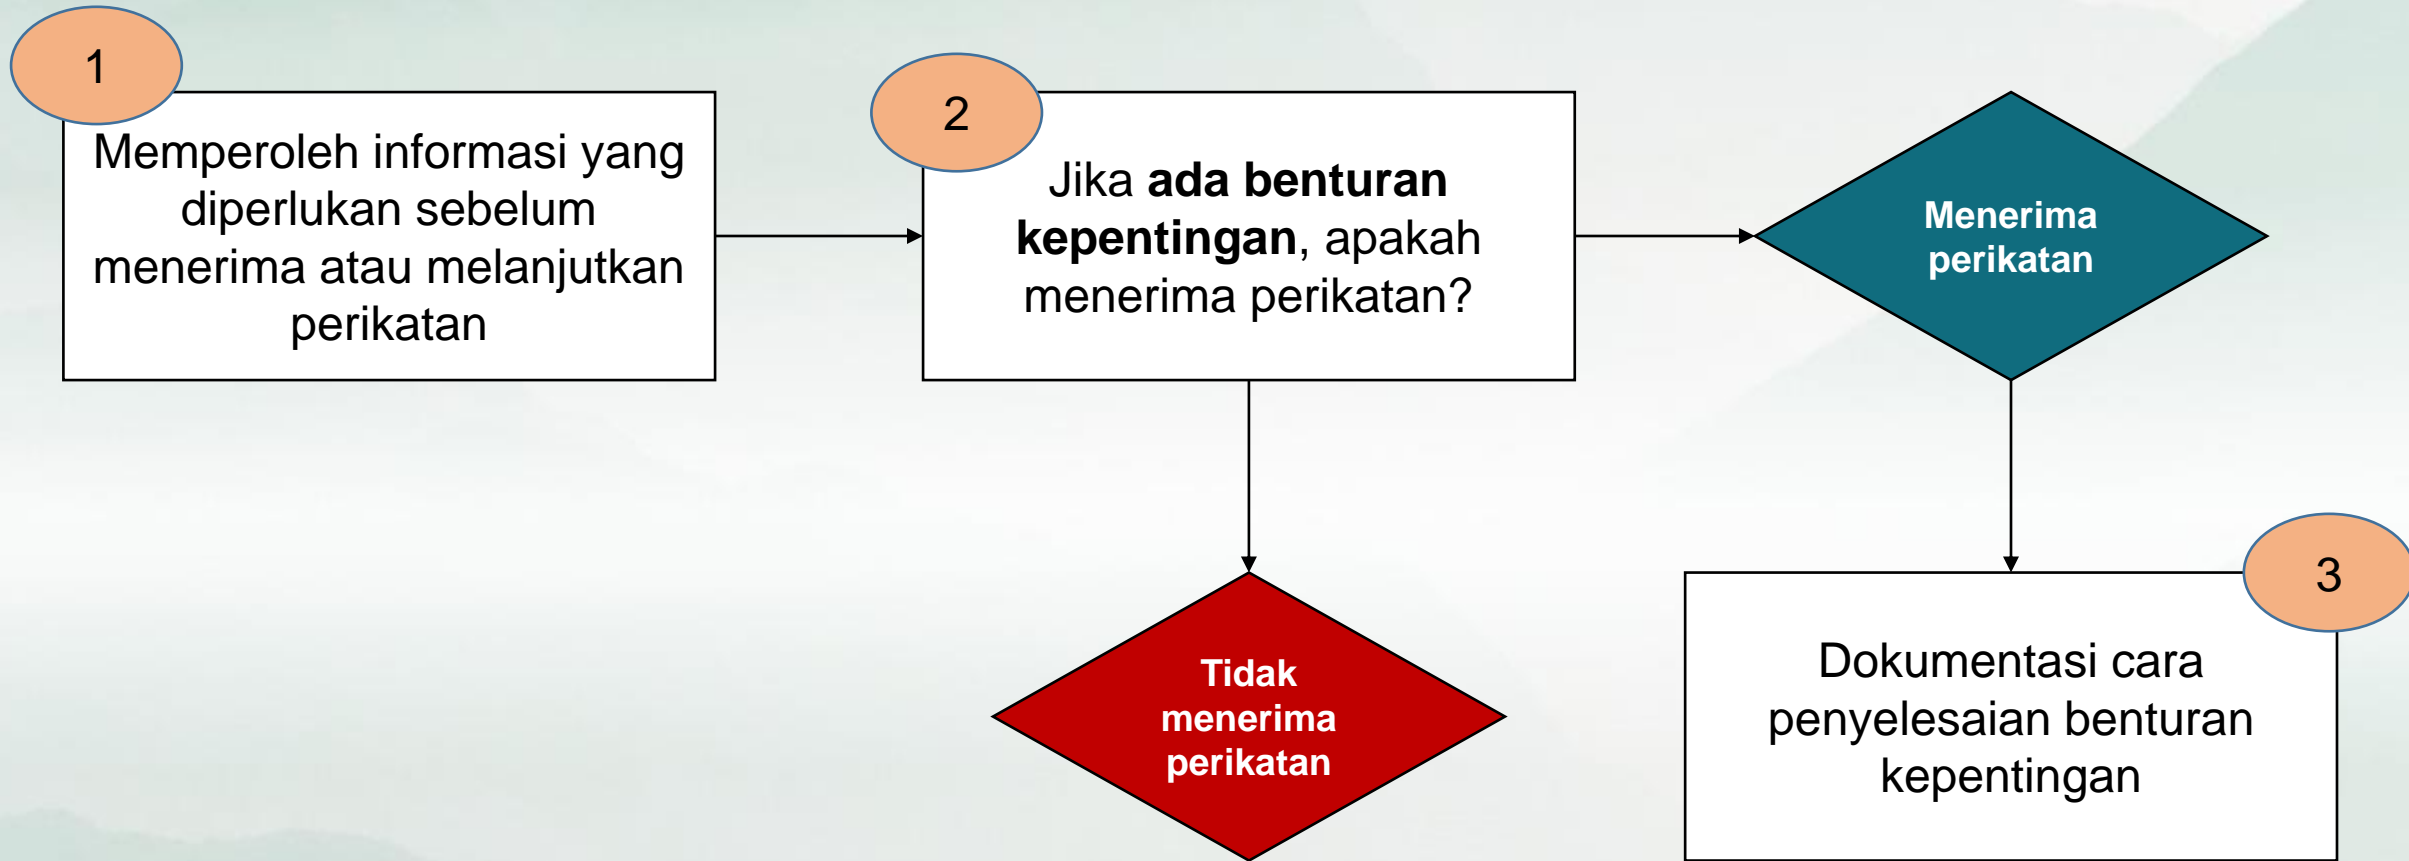 1
Memperoleh informasi yang
diperlukan sebelum
menerima atau melanjutkan
perikatan
2
Jika ada benturan
kepentingan, apakah
menerima perikatan?
Menerima
perikatan
Tidak
menerima
perikatan
3
Dokumentasi cara
penyelesaian benturan
kepentingan